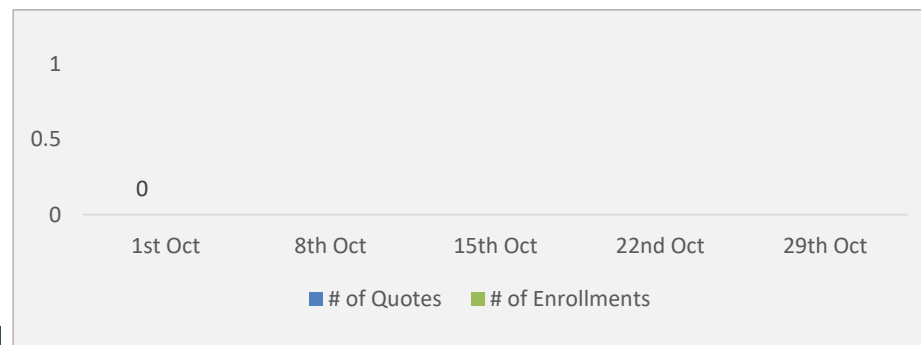 1
0.5
0
0
1st Oct 8th Oct 15th Oct 22nd Oct 29th Oct
# of Quotes # of Enrollments